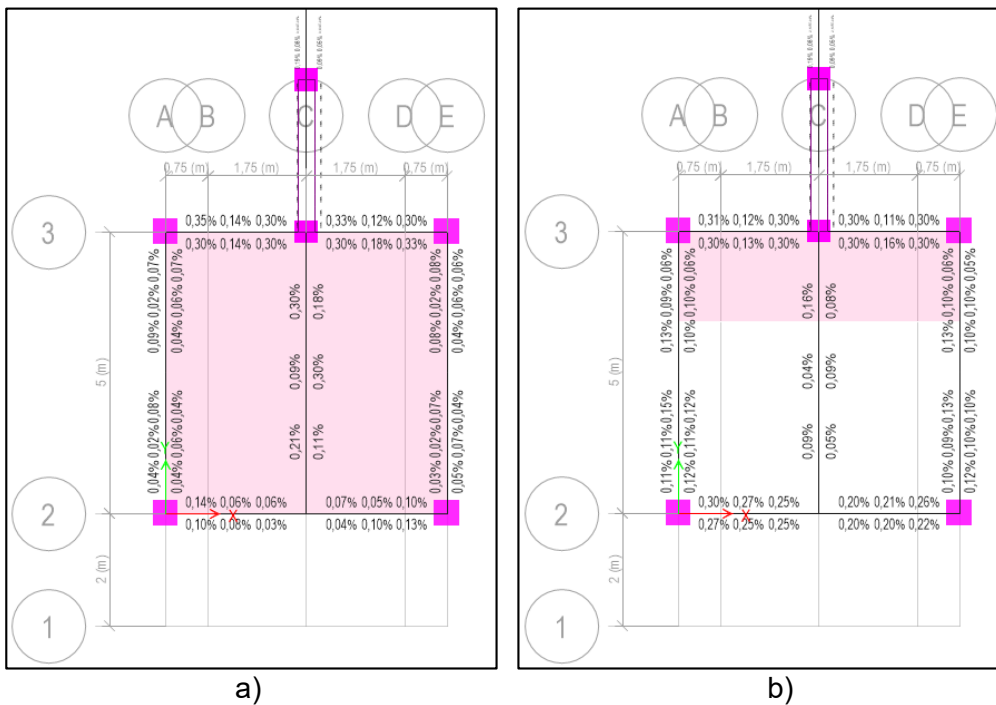 A B C D E
0,75 (m) 1,75 (m) 1,75 (m) 0,75 (m)
3
0,35% 0,14% 0,30% 0,33% 0,12% 0,30%
0,30% 0,14% 0,30% 0,30% 0,18% 0,33%
0,09% 0,02% 0,07%
0,04% 0,06% 0,07%
0,30% 0,18%
0,08% 0,02% 0,08%
0,04% 0,06% 0,06%
5 (m)
0,09% 0,30%
0,04% 0,02% 0,08%
0,04% 0,06% 0,04%
0,21% 0,11%
0,03% 0,02% 0,07%
0,05% 0,07% 0,04%
2
0,14% 0,06% 0,06% 0,07% 0,05% 0,10%
X
0,10% 0,08% 0,03% 0,04% 0,10% 0,13%
2 (m)
1
a)
A B C D E
0,75 (m) 1,75 (m) 1,75 (m) 0,75 (m)
3
0,31% 0,12% 0,30% 0,30% 0,11% 0,30%
0,30% 0,13% 0,30% 0,30% 0,16% 0,30%
0,13% 0,09% 0,06%
0,10% 0,10% 0,06%
0,16% 0,08%
0,13% 0,10% 0,06%
0,10% 0,10% 0,05%
5 (m)
0,04% 0,09%
0,11% 0,11% 0,15%
0,12% 0,11% 0,12%
0,09% 0,05%
0,10% 0,09% 0,13%
0,12% 0,10% 0,10%
2
0,30% 0,27% 0,25% 0,20% 0,21% 0,26%
X
0,27% 0,25% 0,25% 0,20% 0,20% 0,22%
2 (m)
1
b)